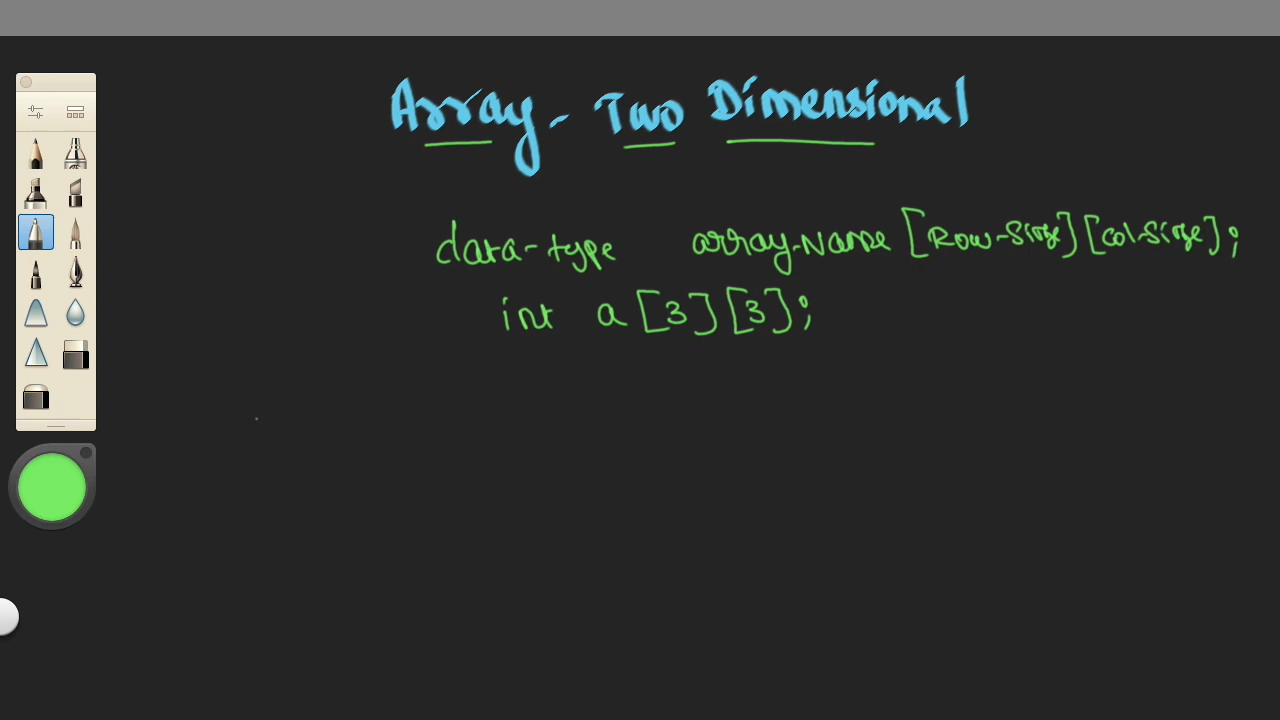 Array - Two Dimensional
data-type array-Name [Row-Size][Col-Size];
int a[3][3];